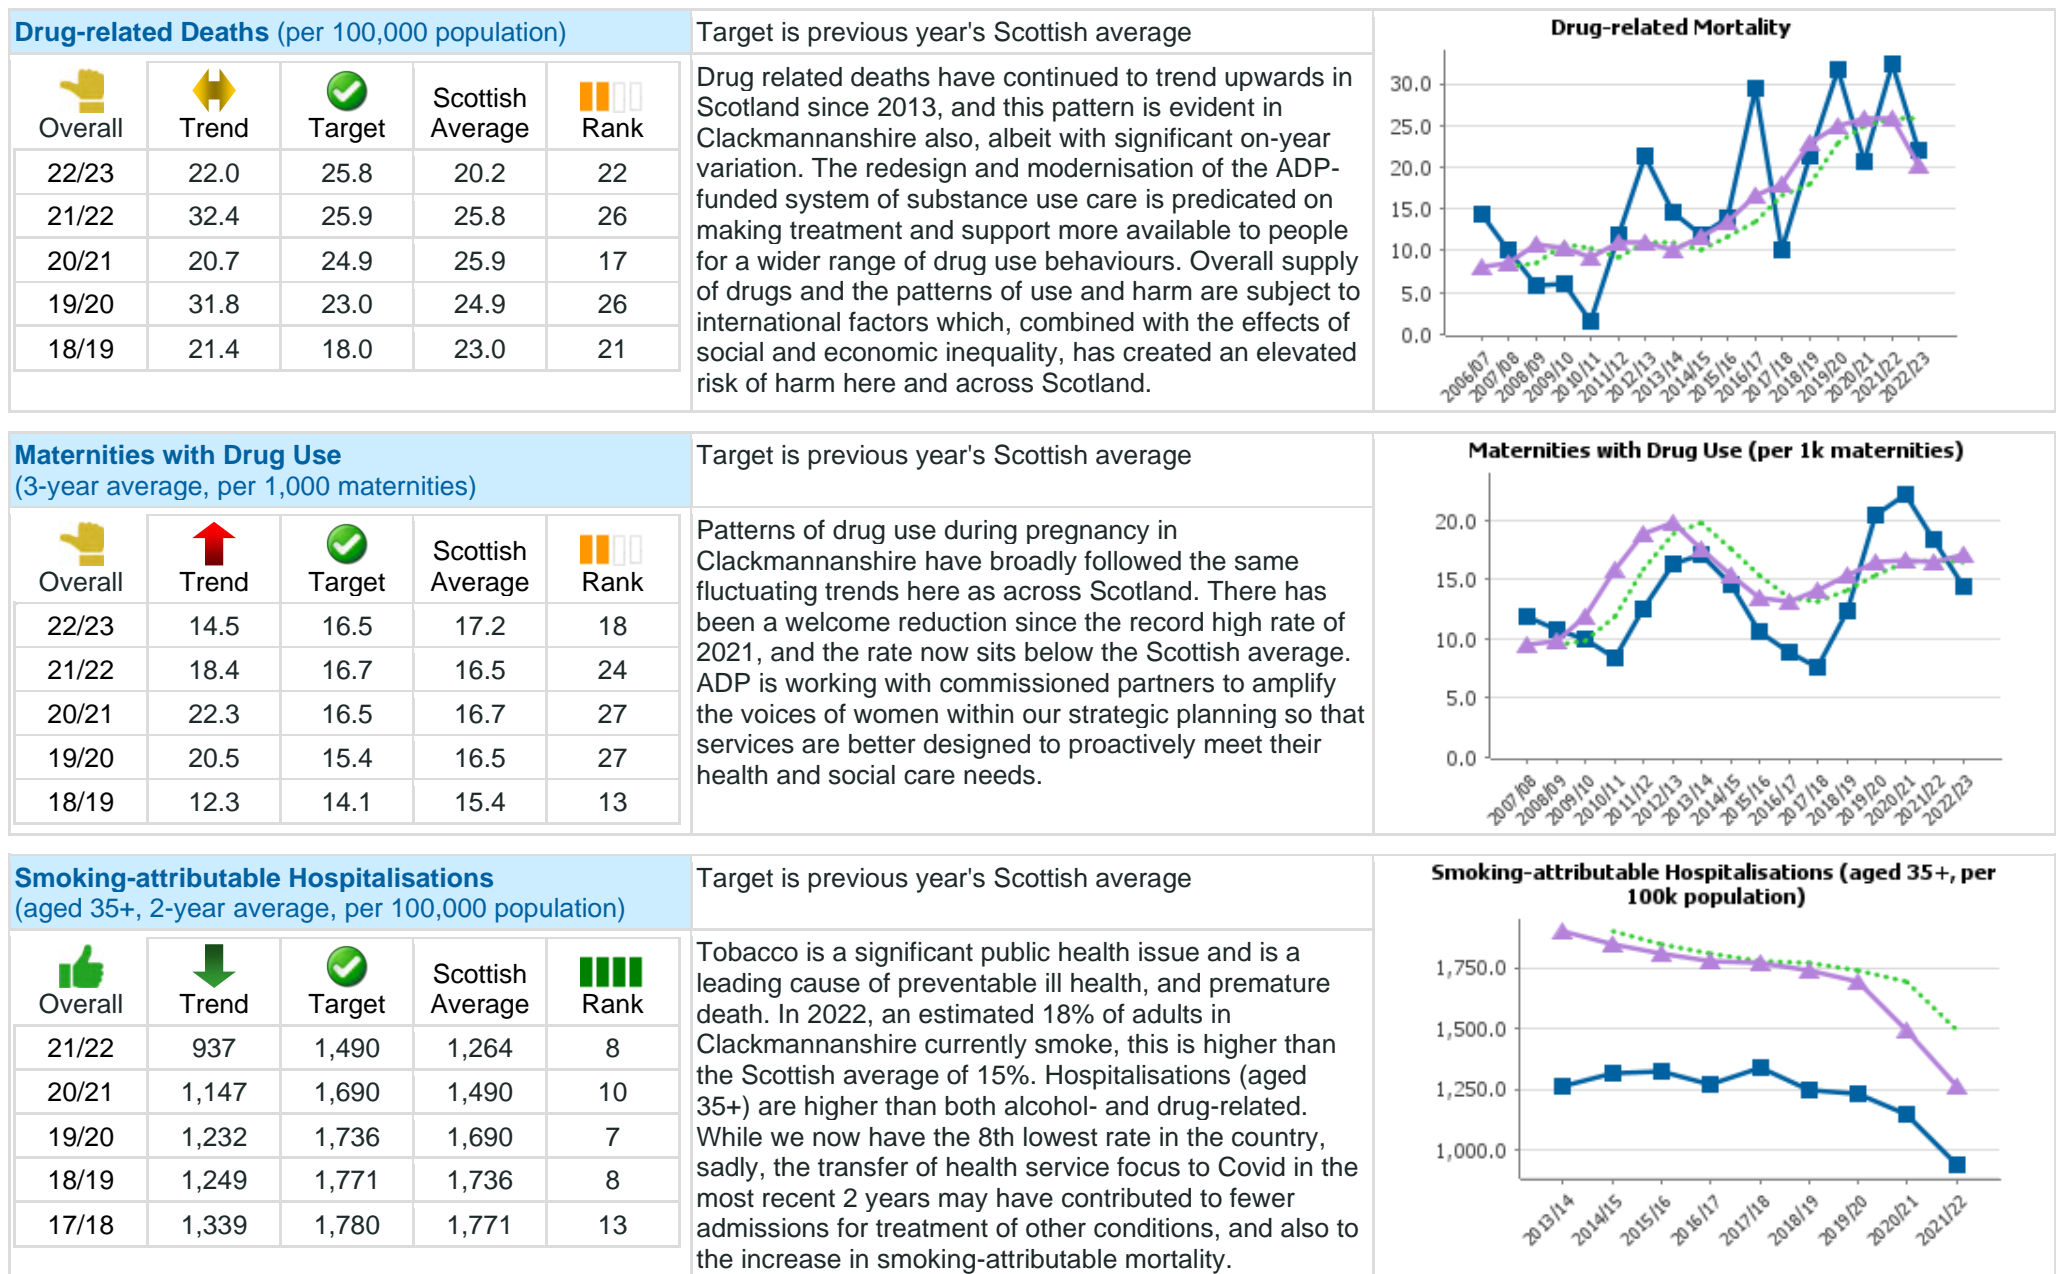 Drug-related Deaths (per 100,000 population)
Target is previous year's Scottish average
Overall Trend Target Scottish Average Rank
22/23 22.0 25.8 20.2 22
21/22 32.4 25.9 25.8 26
20/21 20.7 24.9 25.9 17
19/20 31.8 23.0 24.9 26
18/19 21.4 18.0 23.0 21
Drug related deaths have continued to trend upwards in
Scotland since 2013, and this pattern is evident in
Clackmannanshire also, albeit with significant on-year
variation. The redesign and modernisation of the ADP-
funded system of substance use care is predicated on
making treatment and support more available to people
for a wider range of drug use behaviours. Overall supply
of drugs and the patterns of use and harm are subject to
international factors which, combined with the effects of
social and economic inequality, has created an elevated
risk of harm here and across Scotland.
Drug-related Mortality
30.0
25.0
20.0
15.0
10.0
5.0
0.0
2006/07 2007/08 2008/09 2009/10 2010/11 2011/12 2012/13 2013/14 2014/15 2015/16 2016/17 2017/18 2018/19 2019/20 2020/21 2021/22 2022/23
Maternities with Drug Use
(3-year average, per 1,000 maternities)
Target is previous year's Scottish average
Overall Trend Target Scottish Average Rank
22/23 14.5 16.5 17.2 18
21/22 18.4 16.7 16.5 24
20/21 22.3 16.5 16.7 27
19/20 20.5 15.4 16.5 27
18/19 12.3 14.1 15.4 13
Patterns of drug use during pregnancy in
Clackmannanshire have broadly followed the same
fluctuating trends here as across Scotland. There has
been a welcome reduction since the record high rate of
2021, and the rate now sits below the Scottish average.
ADP is working with commissioned partners to amplify
the voices of women within our strategic planning so that
services are better designed to proactively meet their
health and social care needs.
Maternities with Drug Use (per 1k maternities)
20.0
15.0
10.0
5.0
0.0
2007/08 2008/09 2009/10 2010/11 2011/12 2012/13 2013/14 2014/15 2015/16 2016/17 2017/18 2018/19 2019/20 2020/21 2021/22 2022/23
Smoking-attributable Hospitalisations
(aged 35+, 2-year average, per 100,000 population)
Target is previous year's Scottish average
Overall Trend Target Scottish Average Rank
21/22 937 1,490 1,264 8
20/21 1,147 1,690 1,490 10
19/20 1,232 1,736 1,690 7
18/19 1,249 1,771 1,736 8
17/18 1,339 1,780 1,771 13
Tobacco is a significant public health issue and is a
leading cause of preventable ill health, and premature
death. In 2022, an estimated 18% of adults in
Clackmannanshire currently smoke, this is higher than
the Scottish average of 15%. Hospitalisations (aged
35+) are higher than both alcohol- and drug-related.
While we now have the 8th lowest rate in the country,
sadly, the transfer of health service focus to Covid in the
most recent 2 years may have contributed to fewer
admissions for treatment of other conditions, and also to
the increase in smoking-attributable mortality.
Smoking-attributable Hospitalisations (aged 35+, per
100k population)
1,750.0
1,500.0
1,250.0
1,000.0
2013/14 2014/15 2015/16 2016/17 2017/18 2018/19 2019/20 2020/21 2021/22